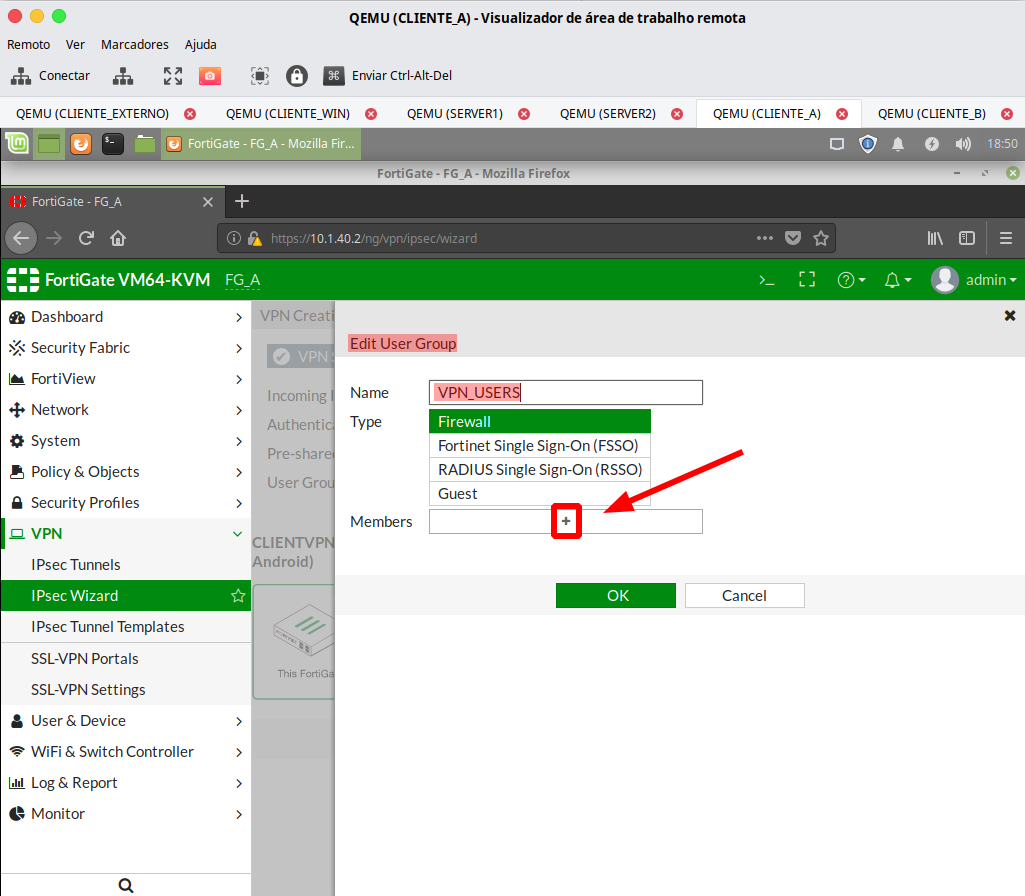 QEMU (CLIENTE_A) - Visualizador de área de trabalho remota
Remoto Ver Marcadores Ajuda
Conectar Enviar Ctrl-Alt-Del
QEMU (CLIENTE_EXTERNO) QEMU (CLIENTE_WIN) QEMU (SERVER1) QEMU (SERVER2) QEMU (CLIENTE_A) QEMU (CLIENTE_B)
FortiGate - FG_A - Mozilla Fir... 18:50
FortiGate - FG_A - Mozilla Firefox
FortiGate - FG_A
https://10.1.40.2/ng/vpn/ipsec/wizard
FortiGate VM64-KVM FG_A admin
Dashboard
Security Fabric
FortiView
Network
System
Policy & Objects
Security Profiles
VPN
IPsec Tunnels
IPsec Wizard
IPsec Tunnel Templates
SSL-VPN Portals
SSL-VPN Settings
User & Device
WiFi & Switch Controller
Log & Report
Monitor
VPN Creati
VPN S
Incoming I
Authentica
Pre-share
User Grou
CLIENTVPN
Android)
This FortiGa
Edit User Group
Name VPN_USERS
Type Firewall
Fortinet Single Sign-On (FSSO)
RADIUS Single Sign-On (RSSO)
Guest
Members +
OK Cancel